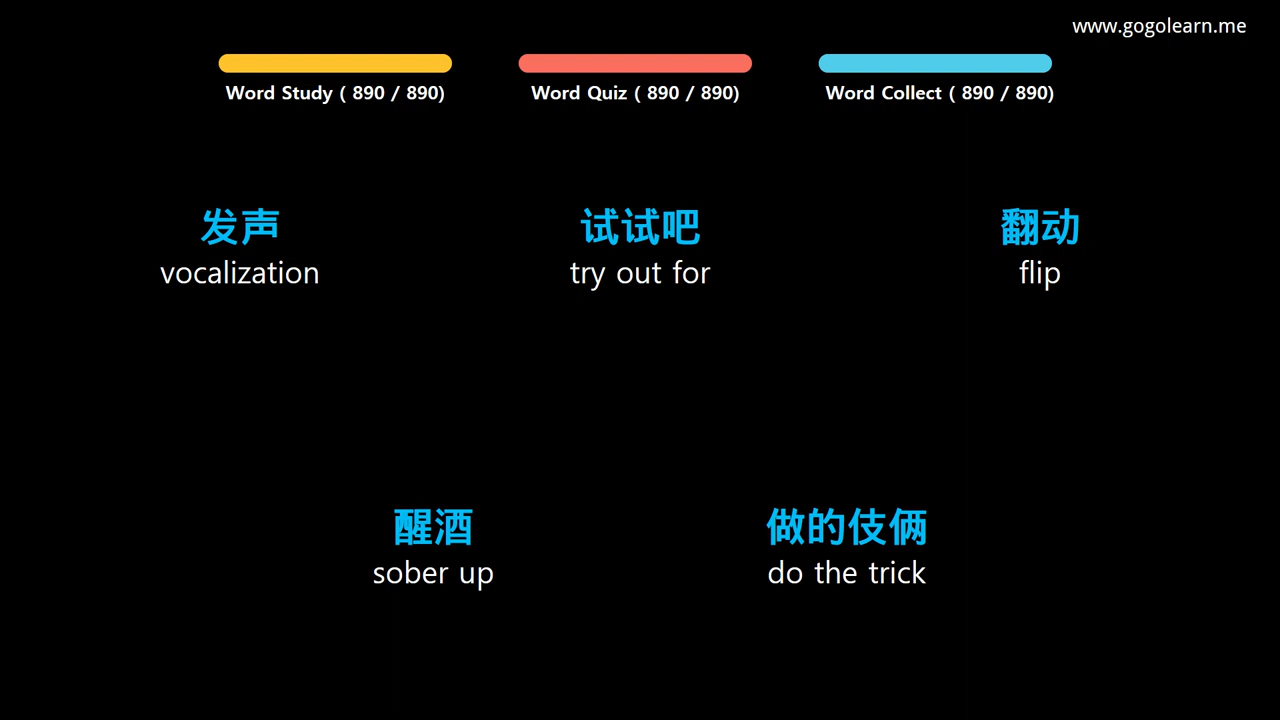 www.gogolearn.me
Word Study ( 890 / 890)
Word Quiz ( 890 / 890)
Word Collect ( 890 / 890)
发声
vocalization
试试吧
try out for
翻动
flip
醒酒
sober up
做的伎俩
do the trick